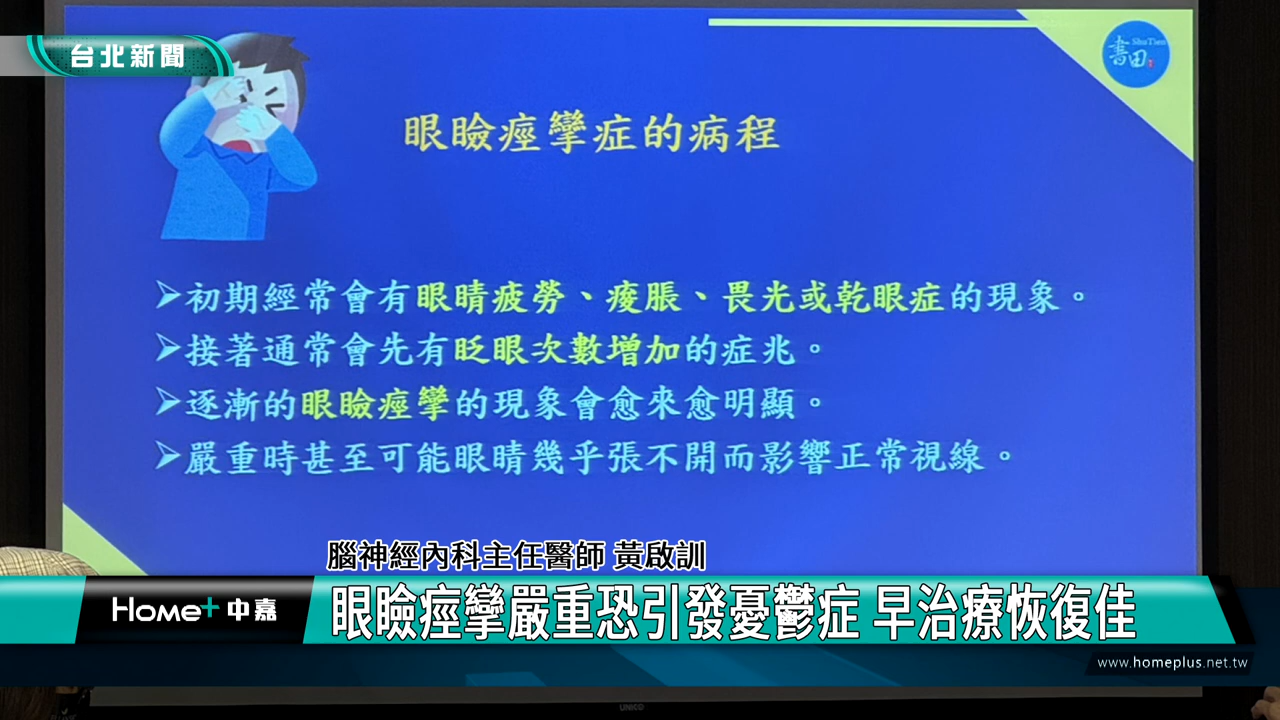 台北新聞
書田
ShuTien
眼瞼痙攣症的病程
➢初期經常會有眼睛疲勞、痠脹、畏光或乾眼症的現象。
➢接著通常會先有眨眼次數增加的症兆。
➢逐漸的眼瞼痙攣的現象會愈來愈明顯。
➢嚴重時甚至可能眼睛幾乎張不開而影響正常視線。
腦神經內科主任醫師 黃啟訓
Home+ 中嘉
眼瞼痙攣嚴重恐引發憂鬱症 早治療恢復佳
www.homeplus.net.tw
UNICO